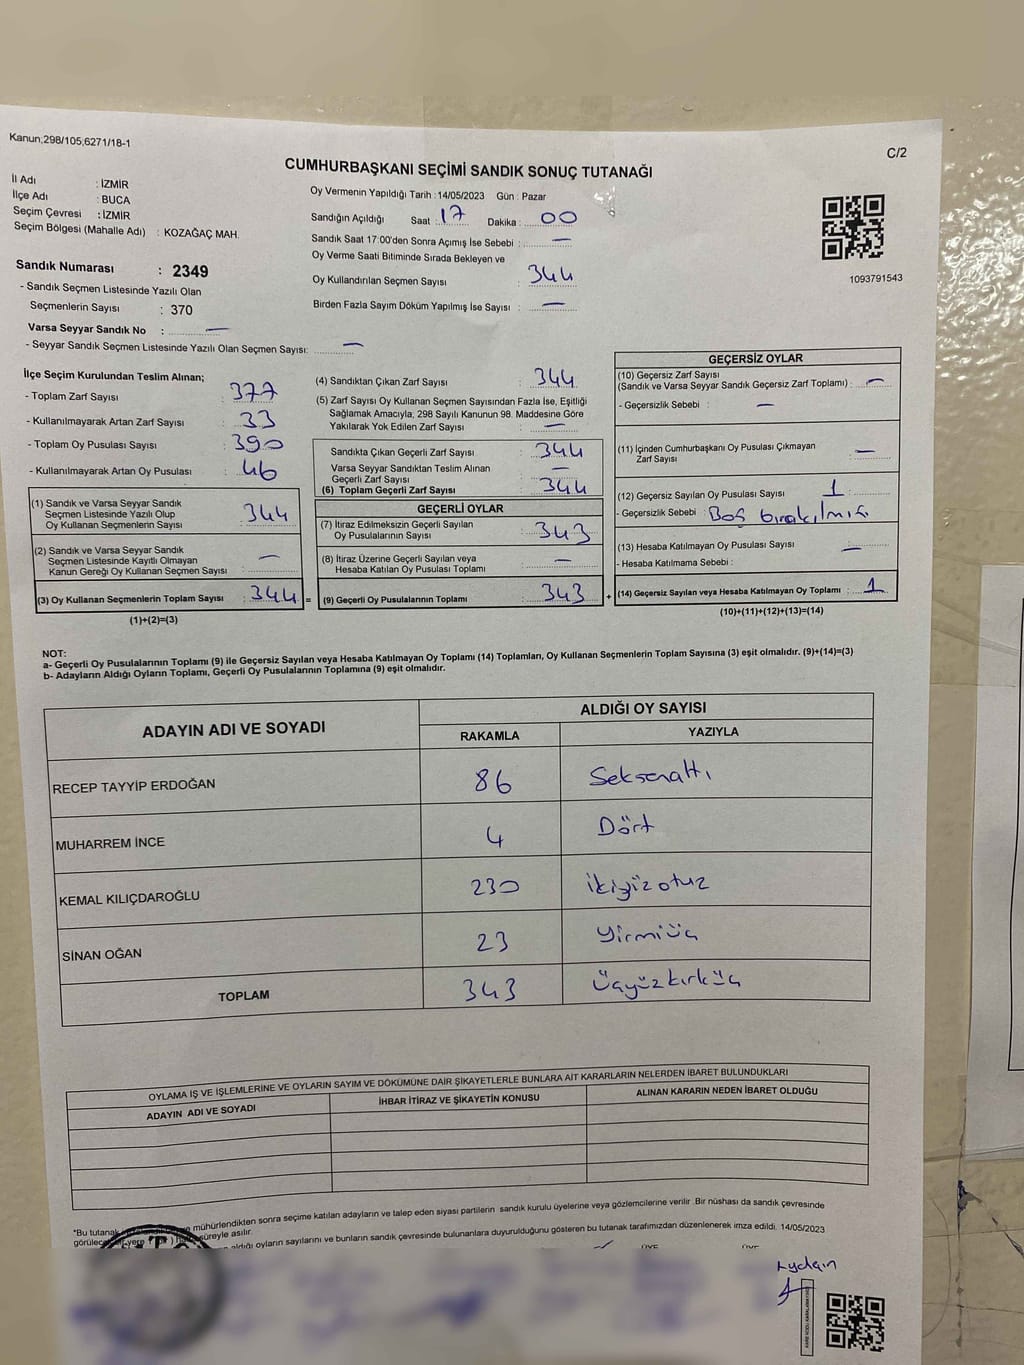 Kanun;298/105,6271/18-1
C/2
CUMHURBAŞKANI SEÇİMİ SANDIK SONUÇ TUTANAĞI
İl Adı : İZMİR
İlçe Adı : BUCA
Seçim Çevresi : İZMİR
Seçim Bölgesi (Mahalle Adı) : KOZAĞAÇ MAH.
Sandık Numarası : 2349
- Sandık Seçmen Listesinde Yazılı Olan
Seçmenlerin Sayısı : 370
Varsa Seyyar Sandık No : —
- Seyyar Sandık Seçmen Listesinde Yazılı Olan Seçmen Sayısı: —
Oy Vermenin Yapıldığı Tarih : 14/05/2023 Gün : Pazar
Sandığın Açıldığı Saat : 17 Dakika : 00
Sandık Saat 17:00'den Sonra Açımış İse Sebebi : —
Oy Verme Saati Bitiminde Sırada Bekleyen ve
Oy Kullandırılan Seçmen Sayısı : 344
Birden Fazla Sayım Döküm Yapılmış İse Sayısı : —
1093791543
İlçe Seçim Kurulundan Teslim Alınan;
- Toplam Zarf Sayısı : 377
- Kullanılmayarak Artan Zarf Sayısı : 33
- Toplam Oy Pusulası Sayısı : 390
- Kullanılmayarak Artan Oy Pusulası : 46
(1) Sandık ve Varsa Seyyar Sandık
Seçmen Listesinde Yazılı Olup
Oy Kullanan Seçmenlerin Sayısı : 344
(2) Sandık ve Varsa Seyyar Sandık
Seçmen Listesinde Kayıtlı Olmayan
Kanun Gereği Oy Kullanan Seçmen Sayısı : —
(3) Oy Kullanan Seçmenlerin Toplam Sayısı : 344 =
(1)+(2)=(3)
(4) Sandıktan Çıkan Zarf Sayısı : 344
(5) Zarf Sayısı Oy Kullanan Seçmen Sayısından Fazla İse, Eşitliği
Sağlamak Amacıyla, 298 Sayılı Kanunun 98. Maddesine Göre
Yakılarak Yok Edilen Zarf Sayısı : —
Sandıkta Çıkan Geçerli Zarf Sayısı : 344
Varsa Seyyar Sandıktan Teslim Alınan
Geçerli Zarf Sayısı : —
(6) Toplam Geçerli Zarf Sayısı : 344
GEÇERLİ OYLAR
(7) İtiraz Edilmeksizin Geçerli Sayılan
Oy Pusulalarının Sayısı : 343
(8) İtiraz Üzerine Geçerli Sayılan veya
Hesaba Katılan Oy Pusulası Toplamı : —
(9) Geçerli Oy Pusulalarının Toplamı : 343 +
GEÇERSİZ OYLAR
(10) Geçersiz Zarf Sayısı
(Sandık ve Varsa Seyyar Sandık Geçersiz Zarf Toplamı) : —
- Geçersizlik Sebebi : —
(11) İçinden Cumhurbaşkanı Oy Pusulası Çıkmayan
Zarf Sayısı : —
(12) Geçersiz Sayılan Oy Pusulası Sayısı : 1
- Geçersizlik Sebebi : Boş bırakılmış
(13) Hesaba Katılmayan Oy Pusulası Sayısı : —
- Hesaba Katılmama Sebebi :
(14) Geçersiz Sayılan veya Hesaba Katılmayan Oy Toplamı : 1
(10)+(11)+(12)+(13)=(14)
NOT:
a- Geçerli Oy Pusulalarının Toplamı (9) ile Geçersiz Sayılan veya Hesaba Katılmayan Oy Toplamı (14) Toplamları, Oy Kullanan Seçmenlerin Toplam Sayısına (3) eşit olmalıdır. (9)+(14)=(3)
b- Adayların Aldığı Oyların Toplamı, Geçerli Oy Pusulalarının Toplamına (9) eşit olmalıdır.
ADAYIN ADI VE SOYADI ALDIĞI OY SAYISI
RAKAMLA YAZIYLA
RECEP TAYYİP ERDOĞAN 86 Seksenaltı
MUHARREM İNCE 4 Dört
KEMAL KILIÇDAROĞLU 230 ikiyüzotuz
SİNAN OĞAN 23 Yirmiüç
TOPLAM 343 Üçyüzkırküç
OYLAMA İŞ VE İŞLEMLERİNE VE OYLARIN SAYIM VE DÖKÜMÜNE DAİR ŞİKAYETLERLE BUNLARA AİT KARARLARIN NELERDEN İBARET BULUNDUKLARI
ADAYIN ADI VE SOYADI İHBAR İTİRAZ VE ŞİKAYETİN KONUSU ALINAN KARARIN NEDEN İBARET OLDUĞU
*Bu tutanak mühürlendikten sonra seçime katılan adayların ve talep eden siyasi partilerin sandık kurulu üyelerine veya gözlemcilerine verilir .Bir nüshası da sandık çevresinde
süreyle asılır.
aldığı oyların sayılarını ve bunların sandık çevresinde bulunanlara duyurulduğunu gösteren bu tutanak tarafımızdan düzenlenerek imza edildi. 14/05/2023